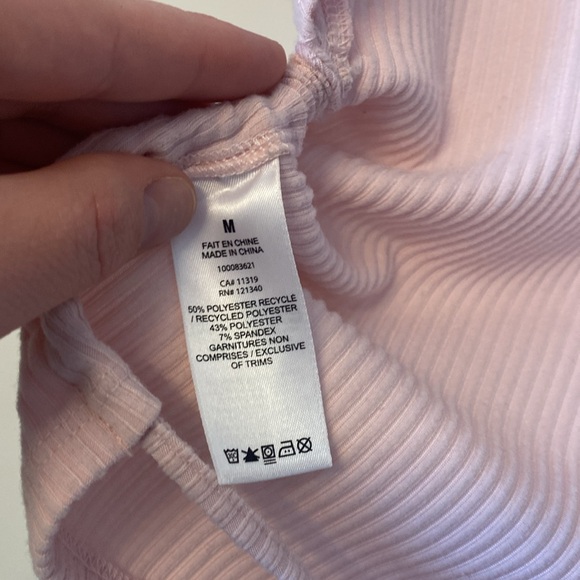 M
FAIT EN CHINE
MADE IN CHINA
100083621
CA# 11319
RN# 121340
50% POLYESTER RECYCLE
/ RECYCLED POLYESTER
43% POLYESTER
7% SPANDEX
GARNITURES NON
COMPRISES / EXCLUSIVE
OF TRIMS